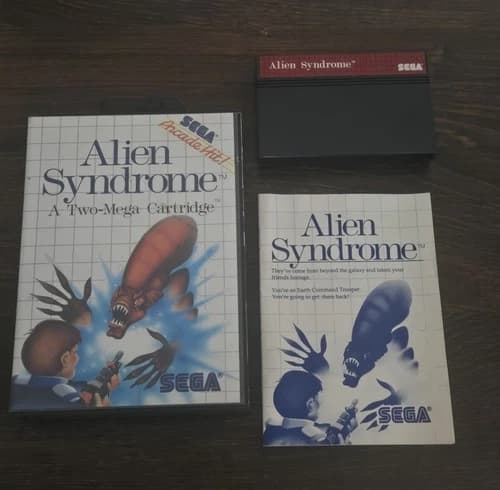 SEGA
Arcade Hit!
Alien
Syndrome™
A Two-Mega Cartridge™
SEGA®
Alien Syndrome™
SEGA®
Alien
Syndrome™
They've come from beyond the galaxy and taken your
friends hostage.
You're an Earth Command Trooper.
You're going to get them back!
SEGA®